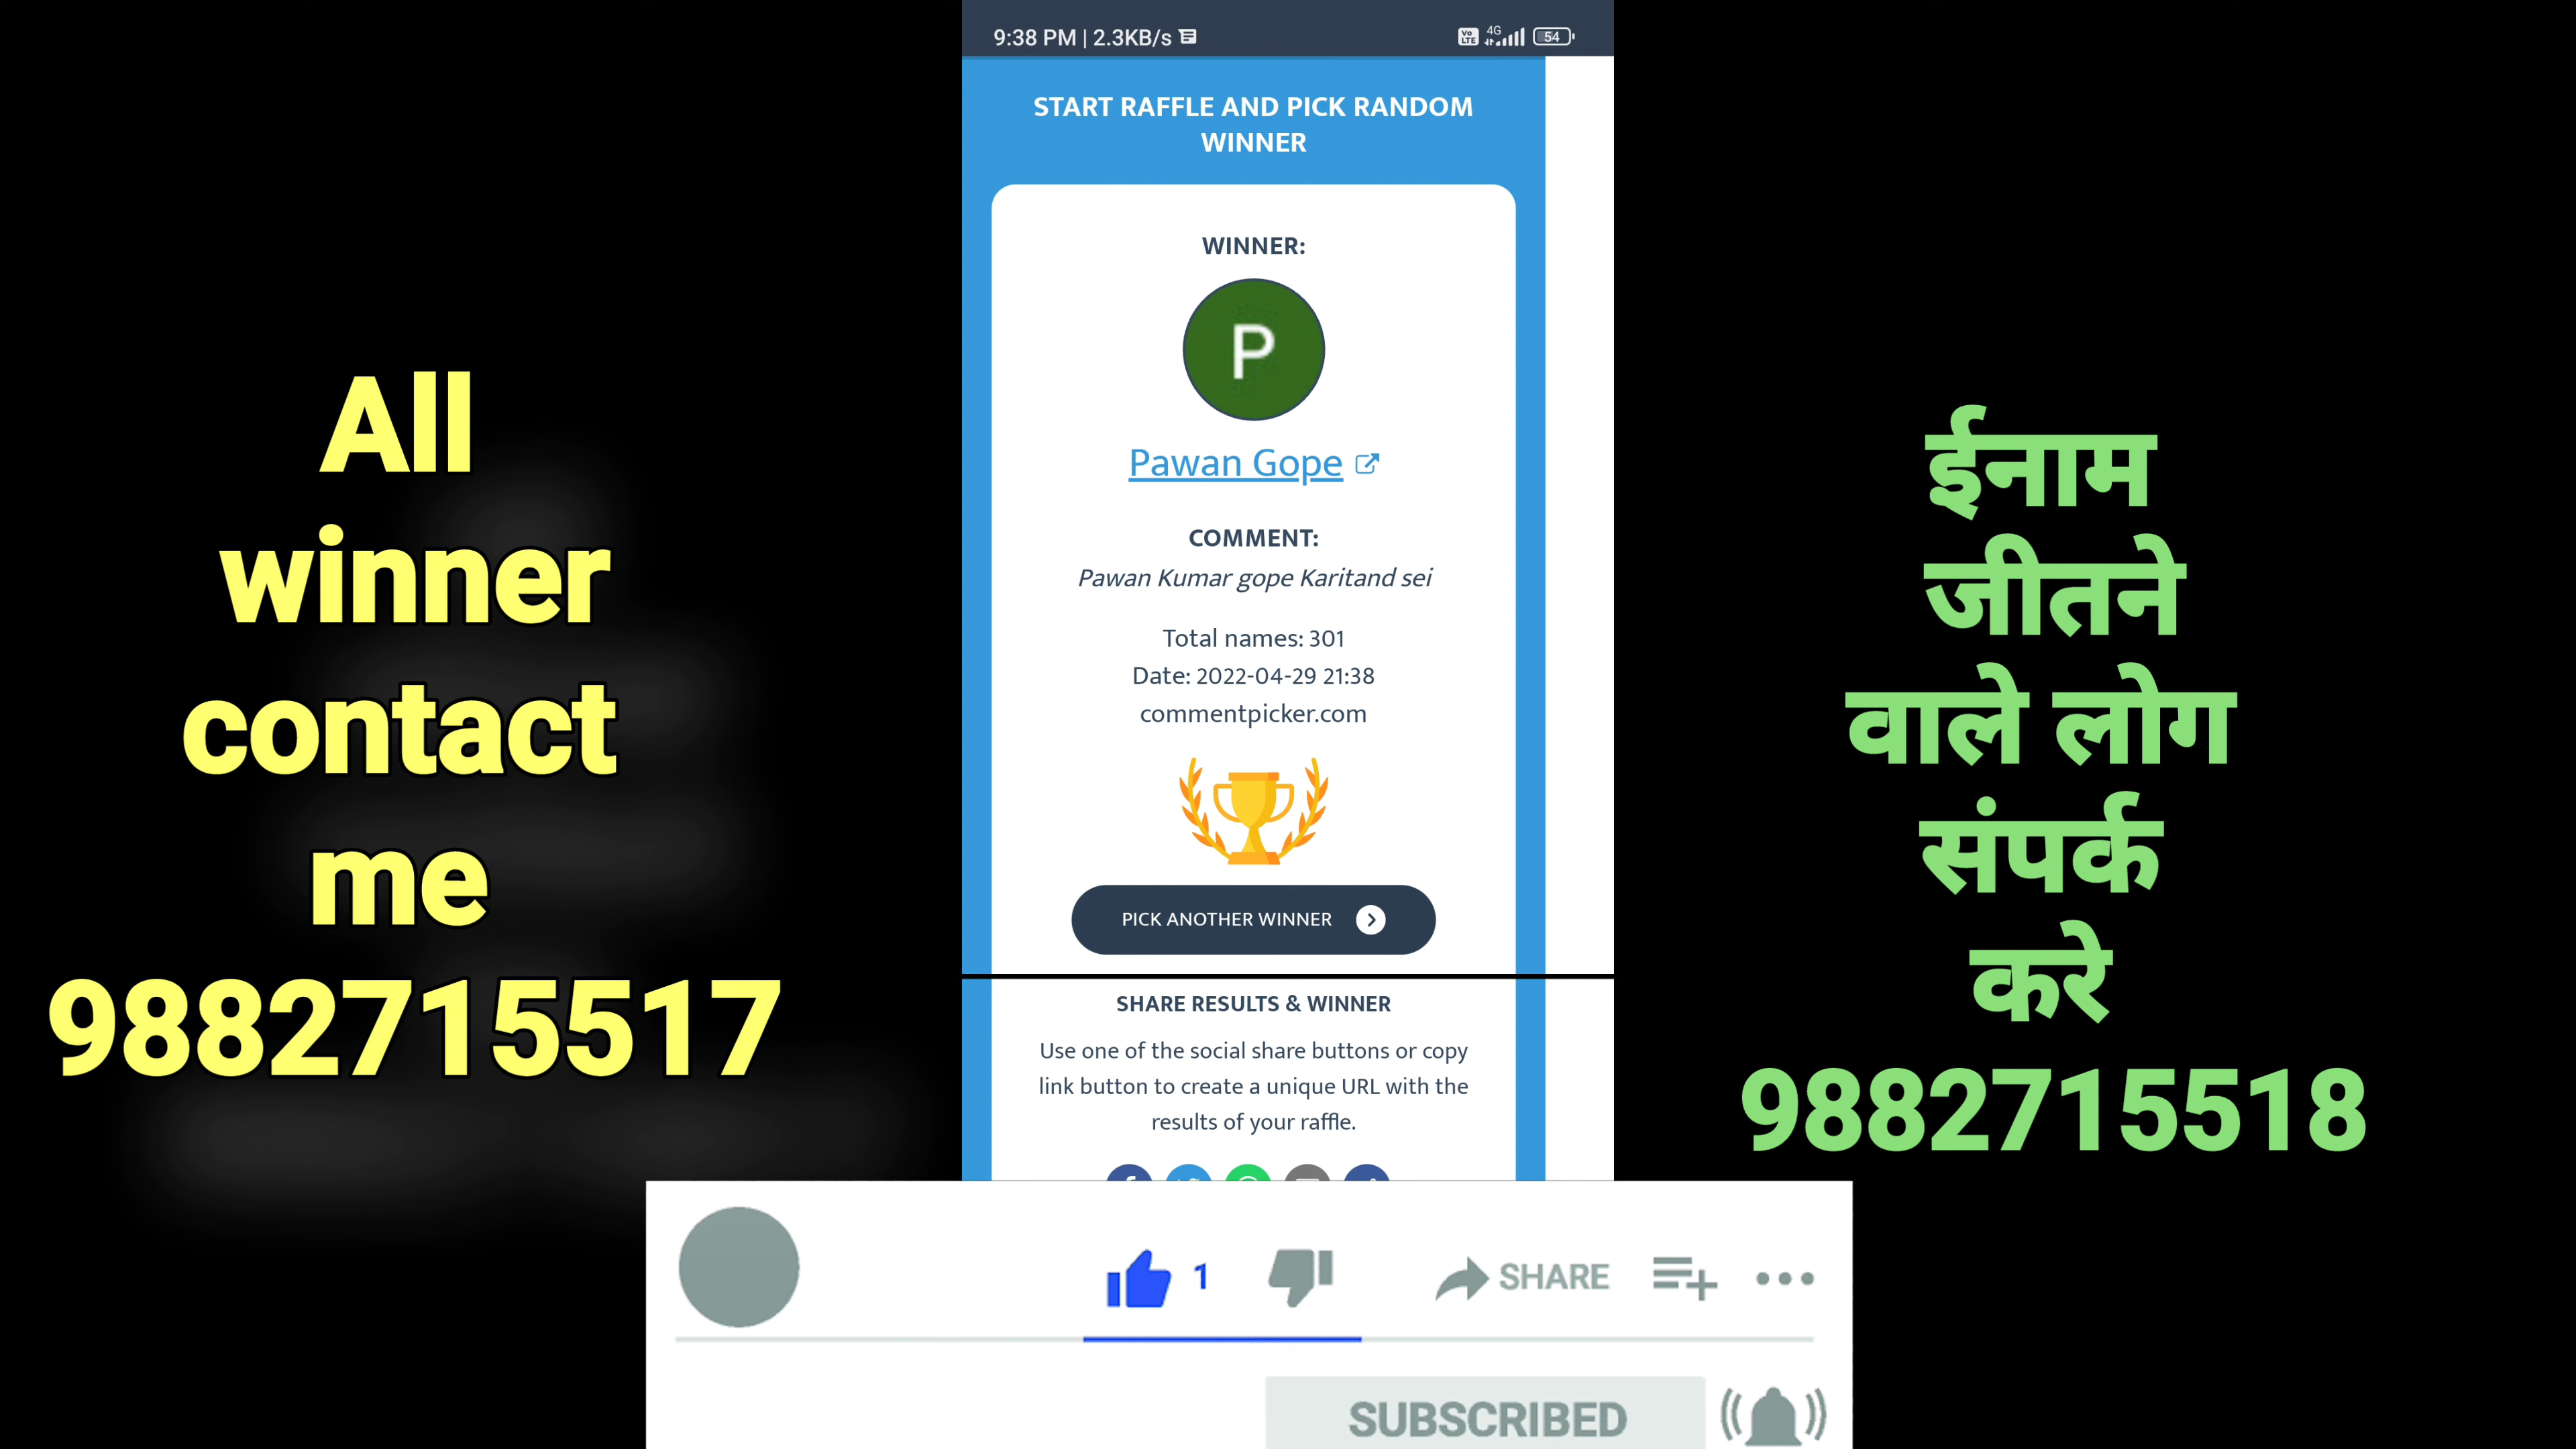 9:38 PM | 2.3KB/s
Vo LTE 4G 54
START RAFFLE AND PICK RANDOM
WINNER
WINNER:
P
Pawan Gope
COMMENT:
Pawan Kumar gope Karitand sei
Total names: 301
Date: 2022-04-29 21:38
commentpicker.com
PICK ANOTHER WINNER
SHARE RESULTS & WINNER
Use one of the social share buttons or copy
link button to create a unique URL with the
results of your raffle.
All
winner
contact
me
9882715517
ईनाम
जीतने
वाले लोग
संपर्क
करे
9882715518
1
SHARE
SUBSCRIBED